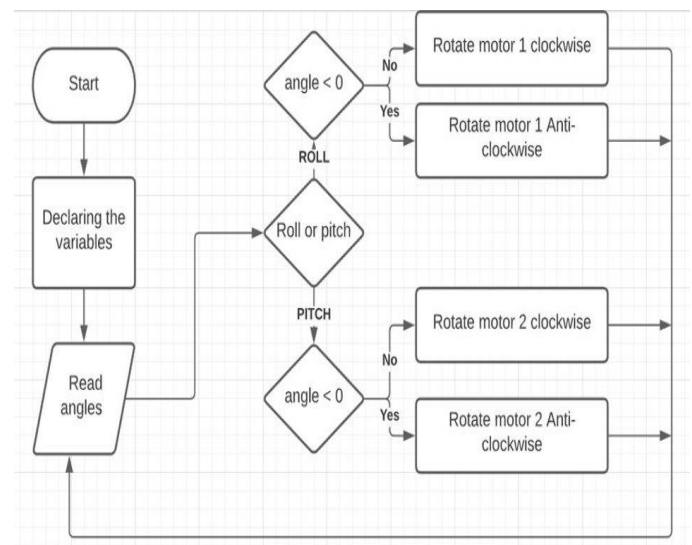 Start
Declaring the
variables
Read
angles
Roll or pitch
ROLL
angle < 0
No
Rotate motor 1 clockwise
Yes
Rotate motor 1 Anti-
clockwise
PITCH
angle < 0
No
Rotate motor 2 clockwise
Yes
Rotate motor 2 Anti-
clockwise